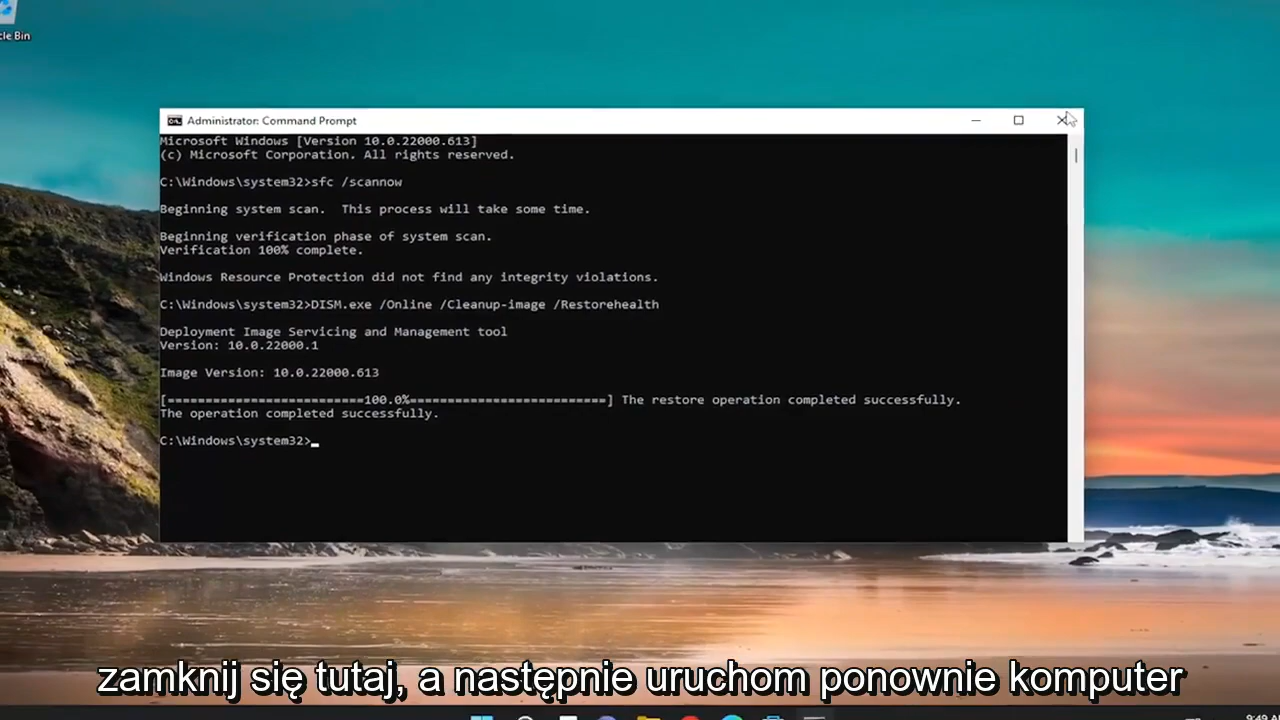 cle Bin
Administrator: Command Prompt
Microsoft Windows [Version 10.0.22000.613]
(c) Microsoft Corporation. All rights reserved.
C:\Windows\system32>sfc /scannow
Beginning system scan.  This process will take some time.
Beginning verification phase of system scan.
Verification 100% complete.
Windows Resource Protection did not find any integrity violations.
C:\Windows\system32>DISM.exe /Online /Cleanup-image /Restorehealth
Deployment Image Servicing and Management tool
Version: 10.0.22000.1
Image Version: 10.0.22000.613
[==========================100.0%==========================] The restore operation completed successfully.
The operation completed successfully.
C:\Windows\system32>
zamknij się tutaj, a następnie uruchom ponownie komputer